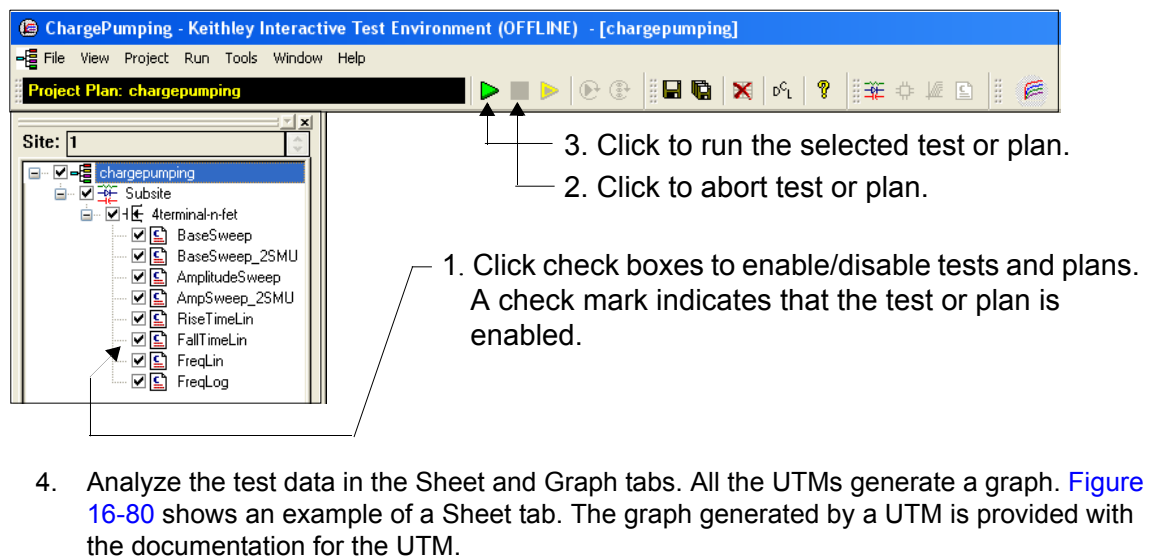 ChargePumping - Keithley Interactive Test Environment (OFFLINE) - [chargepumping]
File View Project Run Tools Window Help
Project Plan: chargepumping
Site: 1
chargepumping
Subsite
4terminal-n-fet
BaseSweep
BaseSweep_2SMU
AmplitudeSweep
AmpSweep_2SMU
RiseTimeLin
FallTimeLin
FreqLin
FreqLog
3. Click to run the selected test or plan.
2. Click to abort test or plan.
1. Click check boxes to enable/disable tests and plans.
A check mark indicates that the test or plan is
enabled.
4. Analyze the test data in the Sheet and Graph tabs. All the UTMs generate a graph. Figure
16-80 shows an example of a Sheet tab. The graph generated by a UTM is provided with
the documentation for the UTM.